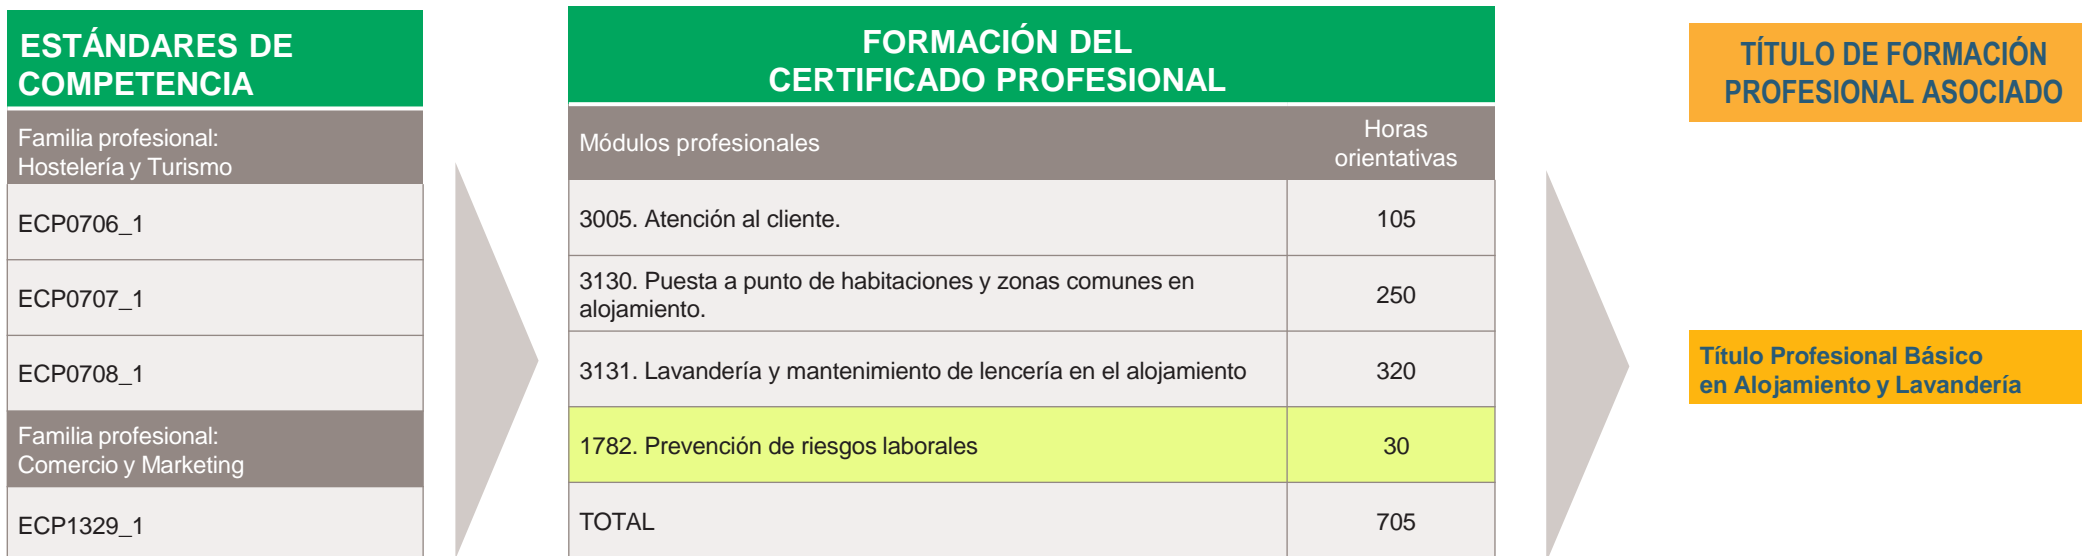 ESTÁNDARES DE
COMPETENCIA
Familia profesional:
Hostelería y Turismo
ECP0706_1
ECP0707_1
ECP0708_1
Familia profesional:
Comercio y Marketing
ECP1329_1
FORMACIÓN DEL
CERTIFICADO PROFESIONAL
Módulos profesionales
Horas
orientativas
3005. Atención al cliente.
105
3130. Puesta a punto de habitaciones y zonas comunes en
alojamiento.
250
3131. Lavandería y mantenimiento de lencería en el alojamiento
320
1782. Prevención de riesgos laborales
30
TOTAL
705
TÍTULO DE FORMACIÓN
PROFESIONAL ASOCIADO
Título Profesional Básico
en Alojamiento y Lavandería